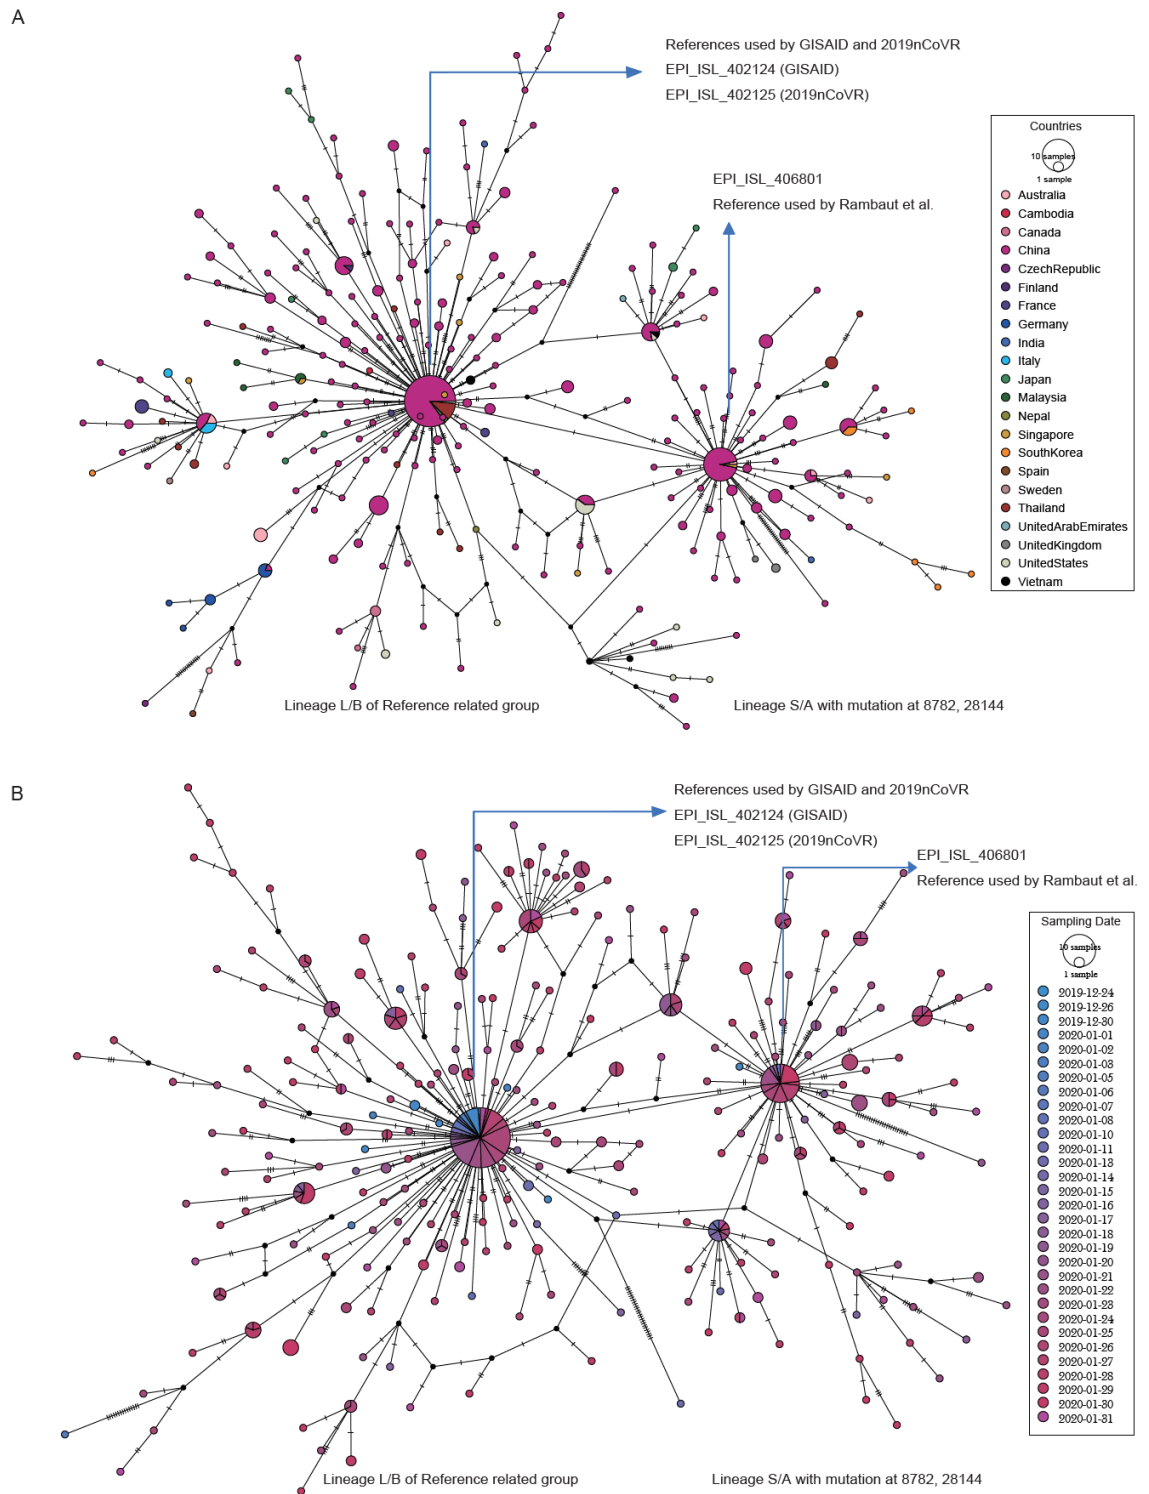 A
References used by GISAID and 2019nCoVR
EPI_ISL_402124 (GISAID)
EPI_ISL_402125 (2019nCoVR)
EPI_ISL_406801
Reference used by Rambaut et al.
Countries
10 samples
1 sample
Australia
Cambodia
Canada
China
CzechRepublic
Finland
France
Germany
India
Italy
Japan
Malaysia
Nepal
Singapore
SouthKorea
Spain
Sweden
Thailand
UnitedArabEmirates
UnitedKingdom
UnitedStates
Vietnam
Lineage L/B of Reference related group
Lineage S/A with mutation at 8782, 28144
B
References used by GISAID and 2019nCoVR
EPI_ISL_402124 (GISAID)
EPI_ISL_402125 (2019nCoVR)
EPI_ISL_406801
Reference used by Rambaut et al.
Sampling Date
10 samples
1 sample
2019-12-24
2019-12-26
2019-12-30
2020-01-01
2020-01-02
2020-01-03
2020-01-05
2020-01-06
2020-01-07
2020-01-08
2020-01-10
2020-01-11
2020-01-13
2020-01-14
2020-01-15
2020-01-16
2020-01-17
2020-01-18
2020-01-19
2020-01-20
2020-01-21
2020-01-22
2020-01-23
2020-01-24
2020-01-25
2020-01-26
2020-01-27
2020-01-28
2020-01-29
2020-01-30
2020-01-31
Lineage L/B of Reference related group
Lineage S/A with mutation at 8782, 28144